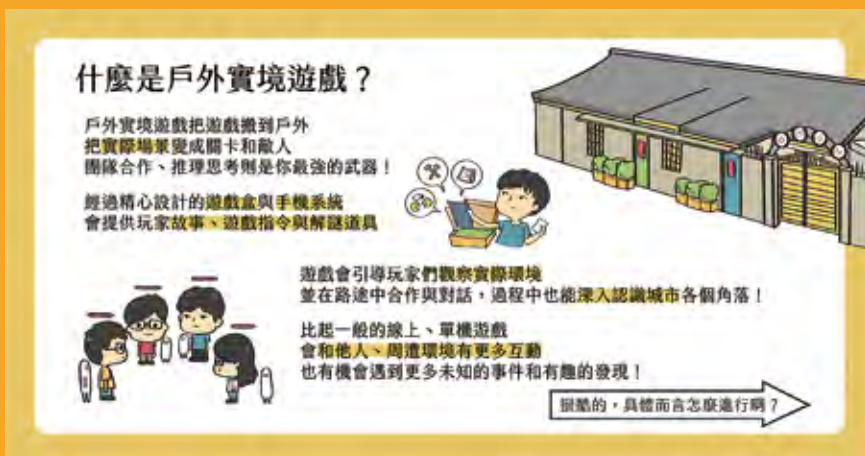 什麼是戶外實境遊戲？
戶外實境遊戲把遊戲搬到戶外
把實際場景變成關卡和敵人
團隊合作、推理思考則是你最強的武器！
經過精心設計的遊戲盒與手機系統
會提供玩家故事、遊戲指令與解謎道具
遊戲會引導玩家們觀察實際環境
並在路途中合作與對話，過程中也能深入認識城市各個角落！
比起一般的線上、單機遊戲
會和他人、周遭環境有更多互動
也有機會遇到更多未知的事件和有趣的發現！
狠酷的，具體而言怎麼進行啊？